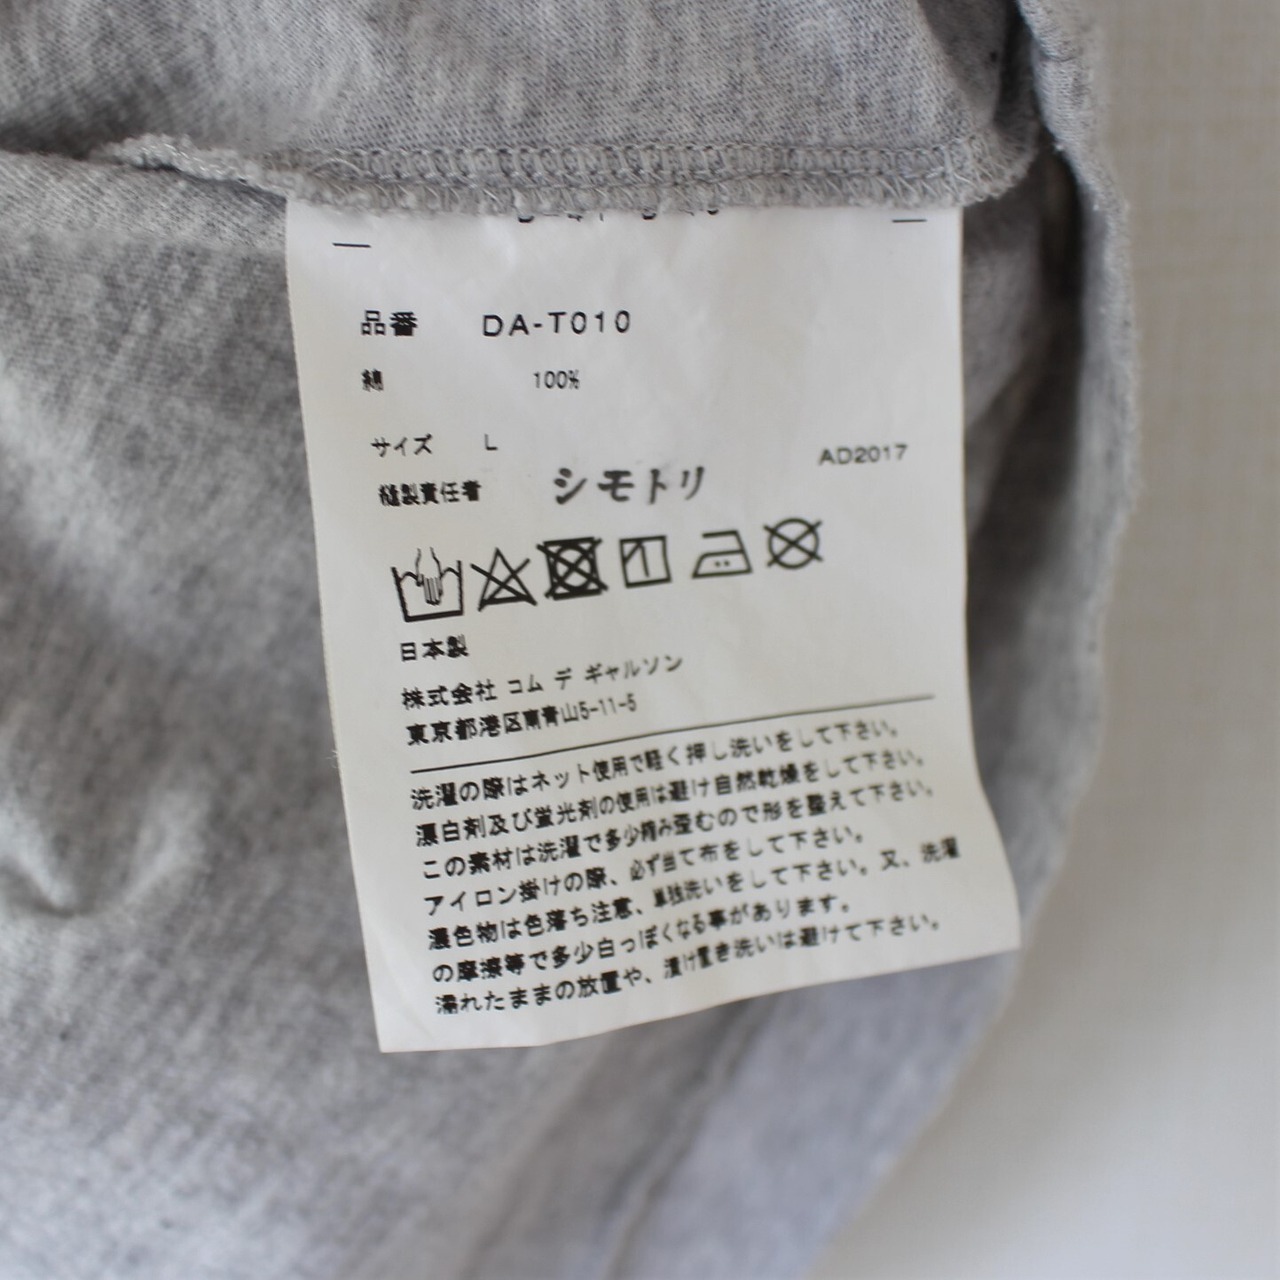 品番 DA-T010
綿 100%
サイズ L
AD2017
縫製責任者 シモトリ
日本製
株式会社 コム デ ギャルソン
東京都港区南青山5-11-5
洗濯の際はネット使用で軽く押し洗いをして下さい。
漂白剤及び蛍光剤の使用は避け自然乾燥をして下さい。
この素材は洗濯で多少縮み歪むので形を整えて下さい。
アイロン掛けの際、必ず当て布をして下さい。
濃色物は色落ち注意、単独洗いをして下さい。又、洗濯
の摩擦等で多少白っぽくなる事があります。
濡れたままの放置や、漬け置き洗いは避けて下さい。